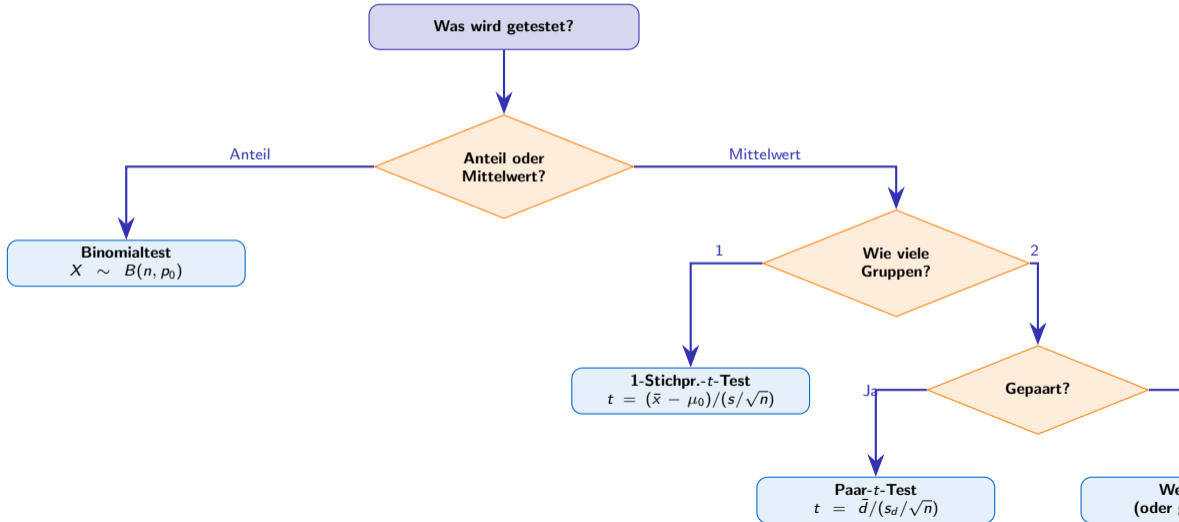 Was wird getestet?
Anteil oder
Mittelwert?
Anteil
Mittelwert
Binomialtest
X ∼ B(n, p₀)
Wie viele
Gruppen?
1
2
1-Stichpr.-t-Test
t = (x̄ − μ₀)/(s/√n)
Gepaart?
Ja
Paar-t-Test
t = d̄/(s_d/√n)
(oder